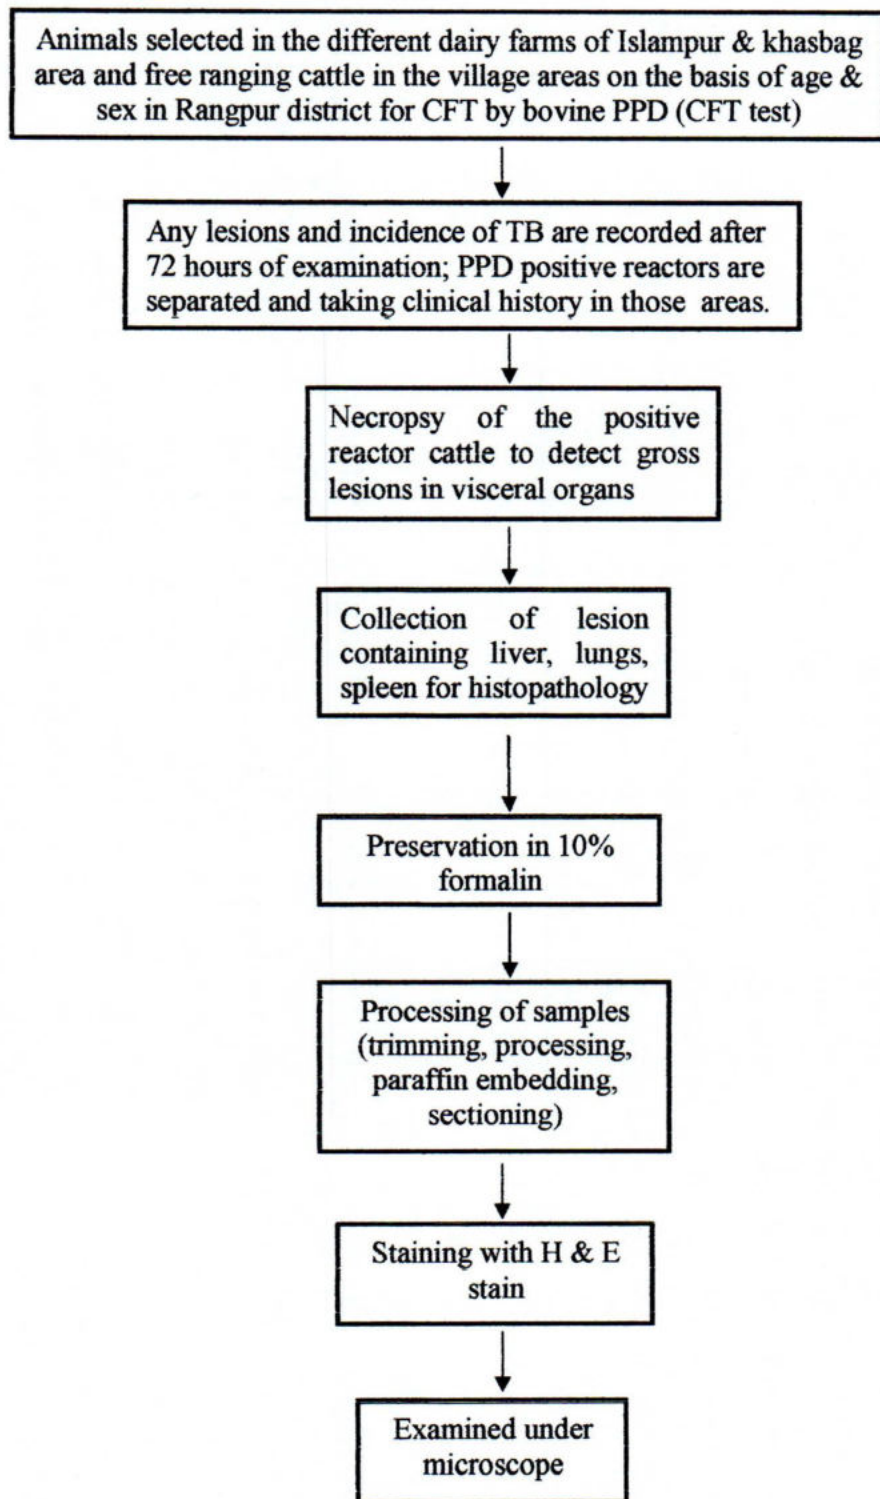 Animals selected in the different dairy farms of Islampur & khasbag
area and free ranging cattle in the village areas on the basis of age &
sex in Rangpur district for CFT by bovine PPD (CFT test)
Any lesions and incidence of TB are recorded after
72 hours of examination; PPD positive reactors are
separated and taking clinical history in those areas.
Necropsy of the positive
reactor cattle to detect gross
lesions in visceral organs
Collection of lesion
containing liver, lungs,
spleen for histopathology
Preservation in 10%
formalin
Processing of samples
(trimming, processing,
paraffin embedding,
sectioning)
Staining with H & E
stain
Examined under
microscope